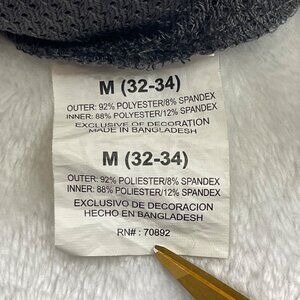 M (32-34)
OUTER: 92% POLYESTER/8% SPANDEX
INNER: 88% POLYESTER/12% SPANDEX
EXCLUSIVE OF DECORATION
MADE IN BANGLADESH
M (32-34)
OUTER: 92% POLYESTER/8% SPANDEX
INNER: 88% POLYESTER/12% SPANDEX
EXCLUSIVO DE DECORACION
HECHO EN BANGLADESH
RN# : 70892